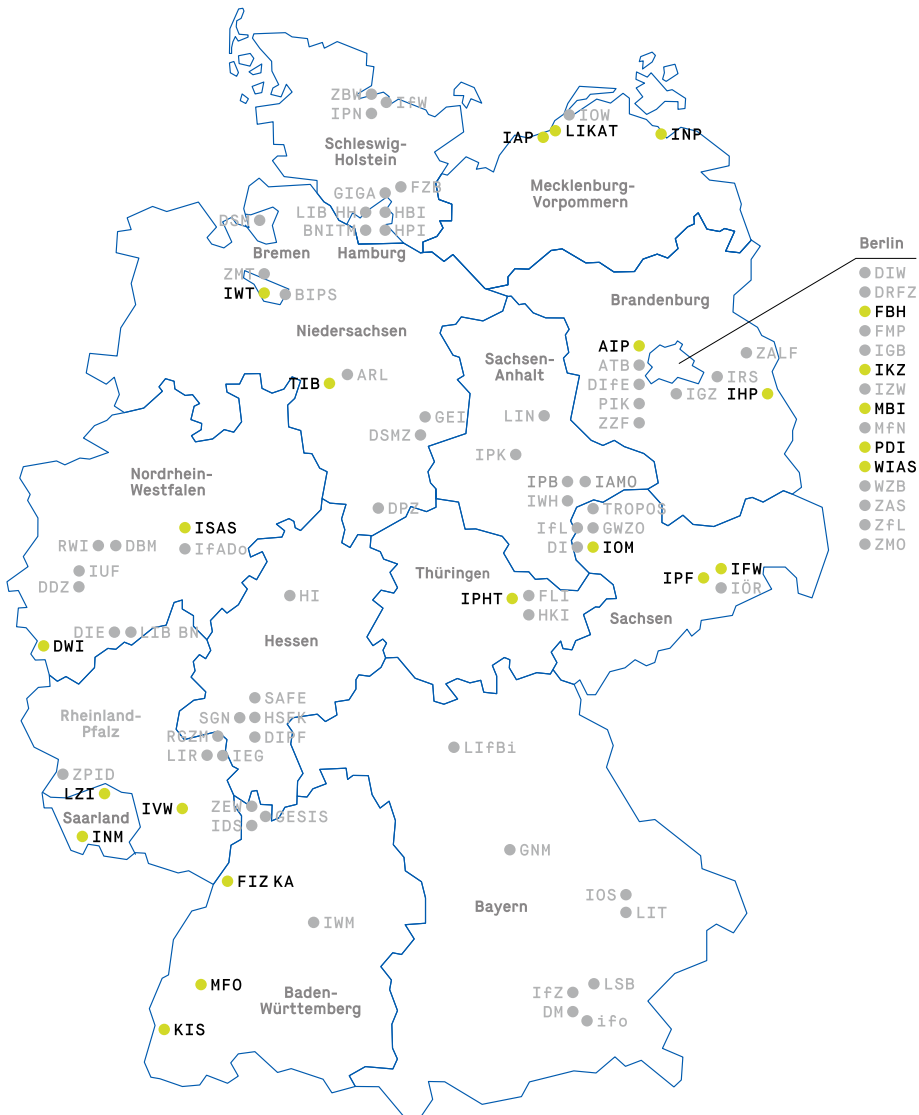 ZBW
IfW
IPN
Schleswig-
Holstein
IOW
IAP
LIKAT
INP
Mecklenburg-
Vorpommern
GIGA
FZB
LIB HH
HBI
BNITM
HPI
DSM
Bremen
Hamburg
ZMT
IWT
BIPS
Niedersachsen
TIB
ARL
GEI
DSMZ
DPZ
Berlin
DIW
DRFZ
FBH
FMP
IGB
IKZ
IZW
MBI
MfN
PDI
WIAS
WZB
ZAS
ZfL
ZMO
Brandenburg
AIP
ATB
DIfE
PIK
ZZF
ZALF
IRS
IGZ
IHP
Sachsen-
Anhalt
LIN
IPK
IPB
IAMO
IWH
TROPOS
IfL
GWZO
DI
IOM
IPF
IFW
IÖR
Sachsen
Thüringen
IPHT
FLI
HKI
Nordrhein-
Westfalen
ISAS
RWI
DBM
IfADo
IUF
DDZ
DIE
LIB BN
DWI
HI
Hessen
SAFE
SGN
HSFK
RGZM
DIPF
LIR
IEG
Rheinland-
Pfalz
ZPID
LZI
Saarland
IVW
INM
ZEW
GESIS
IDS
FIZ KA
IWM
MFO
Baden-
Württemberg
KIS
LIfBi
GNM
Bayern
IOS
LIT
LSB
IfZ
DM
ifo